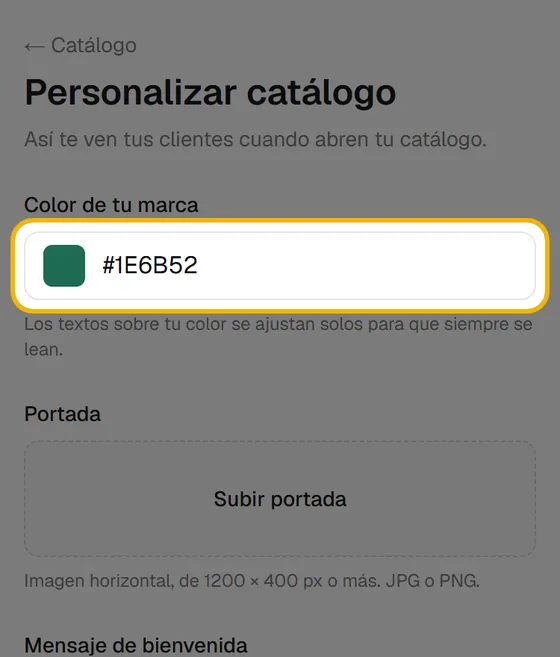 ← Catálogo
Personalizar catálogo
Así te ven tus clientes cuando abren tu catálogo.
Color de tu marca
#1E6B52
Los textos sobre tu color se ajustan solos para que siempre se
lean.
Portada
Subir portada
Imagen horizontal, de 1200 × 400 px o más. JPG o PNG.
Mensaje de bienvenida